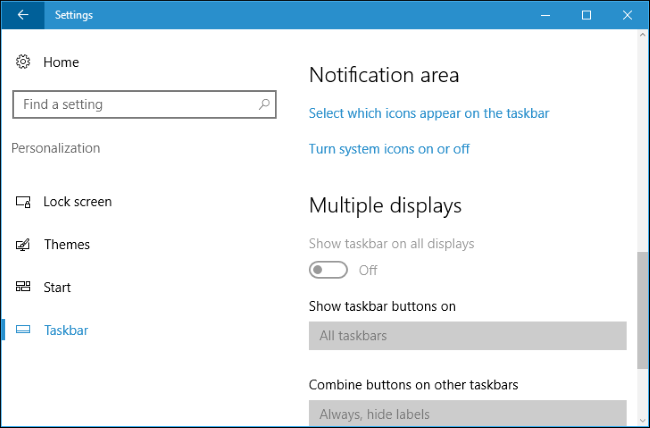 Settings
Home
Find a setting
Personalization
Lock screen
Themes
Start
Taskbar
Notification area
Select which icons appear on the taskbar
Turn system icons on or off
Multiple displays
Show taskbar on all displays
Off
Show taskbar buttons on
All taskbars
Combine buttons on other taskbars
Always, hide labels